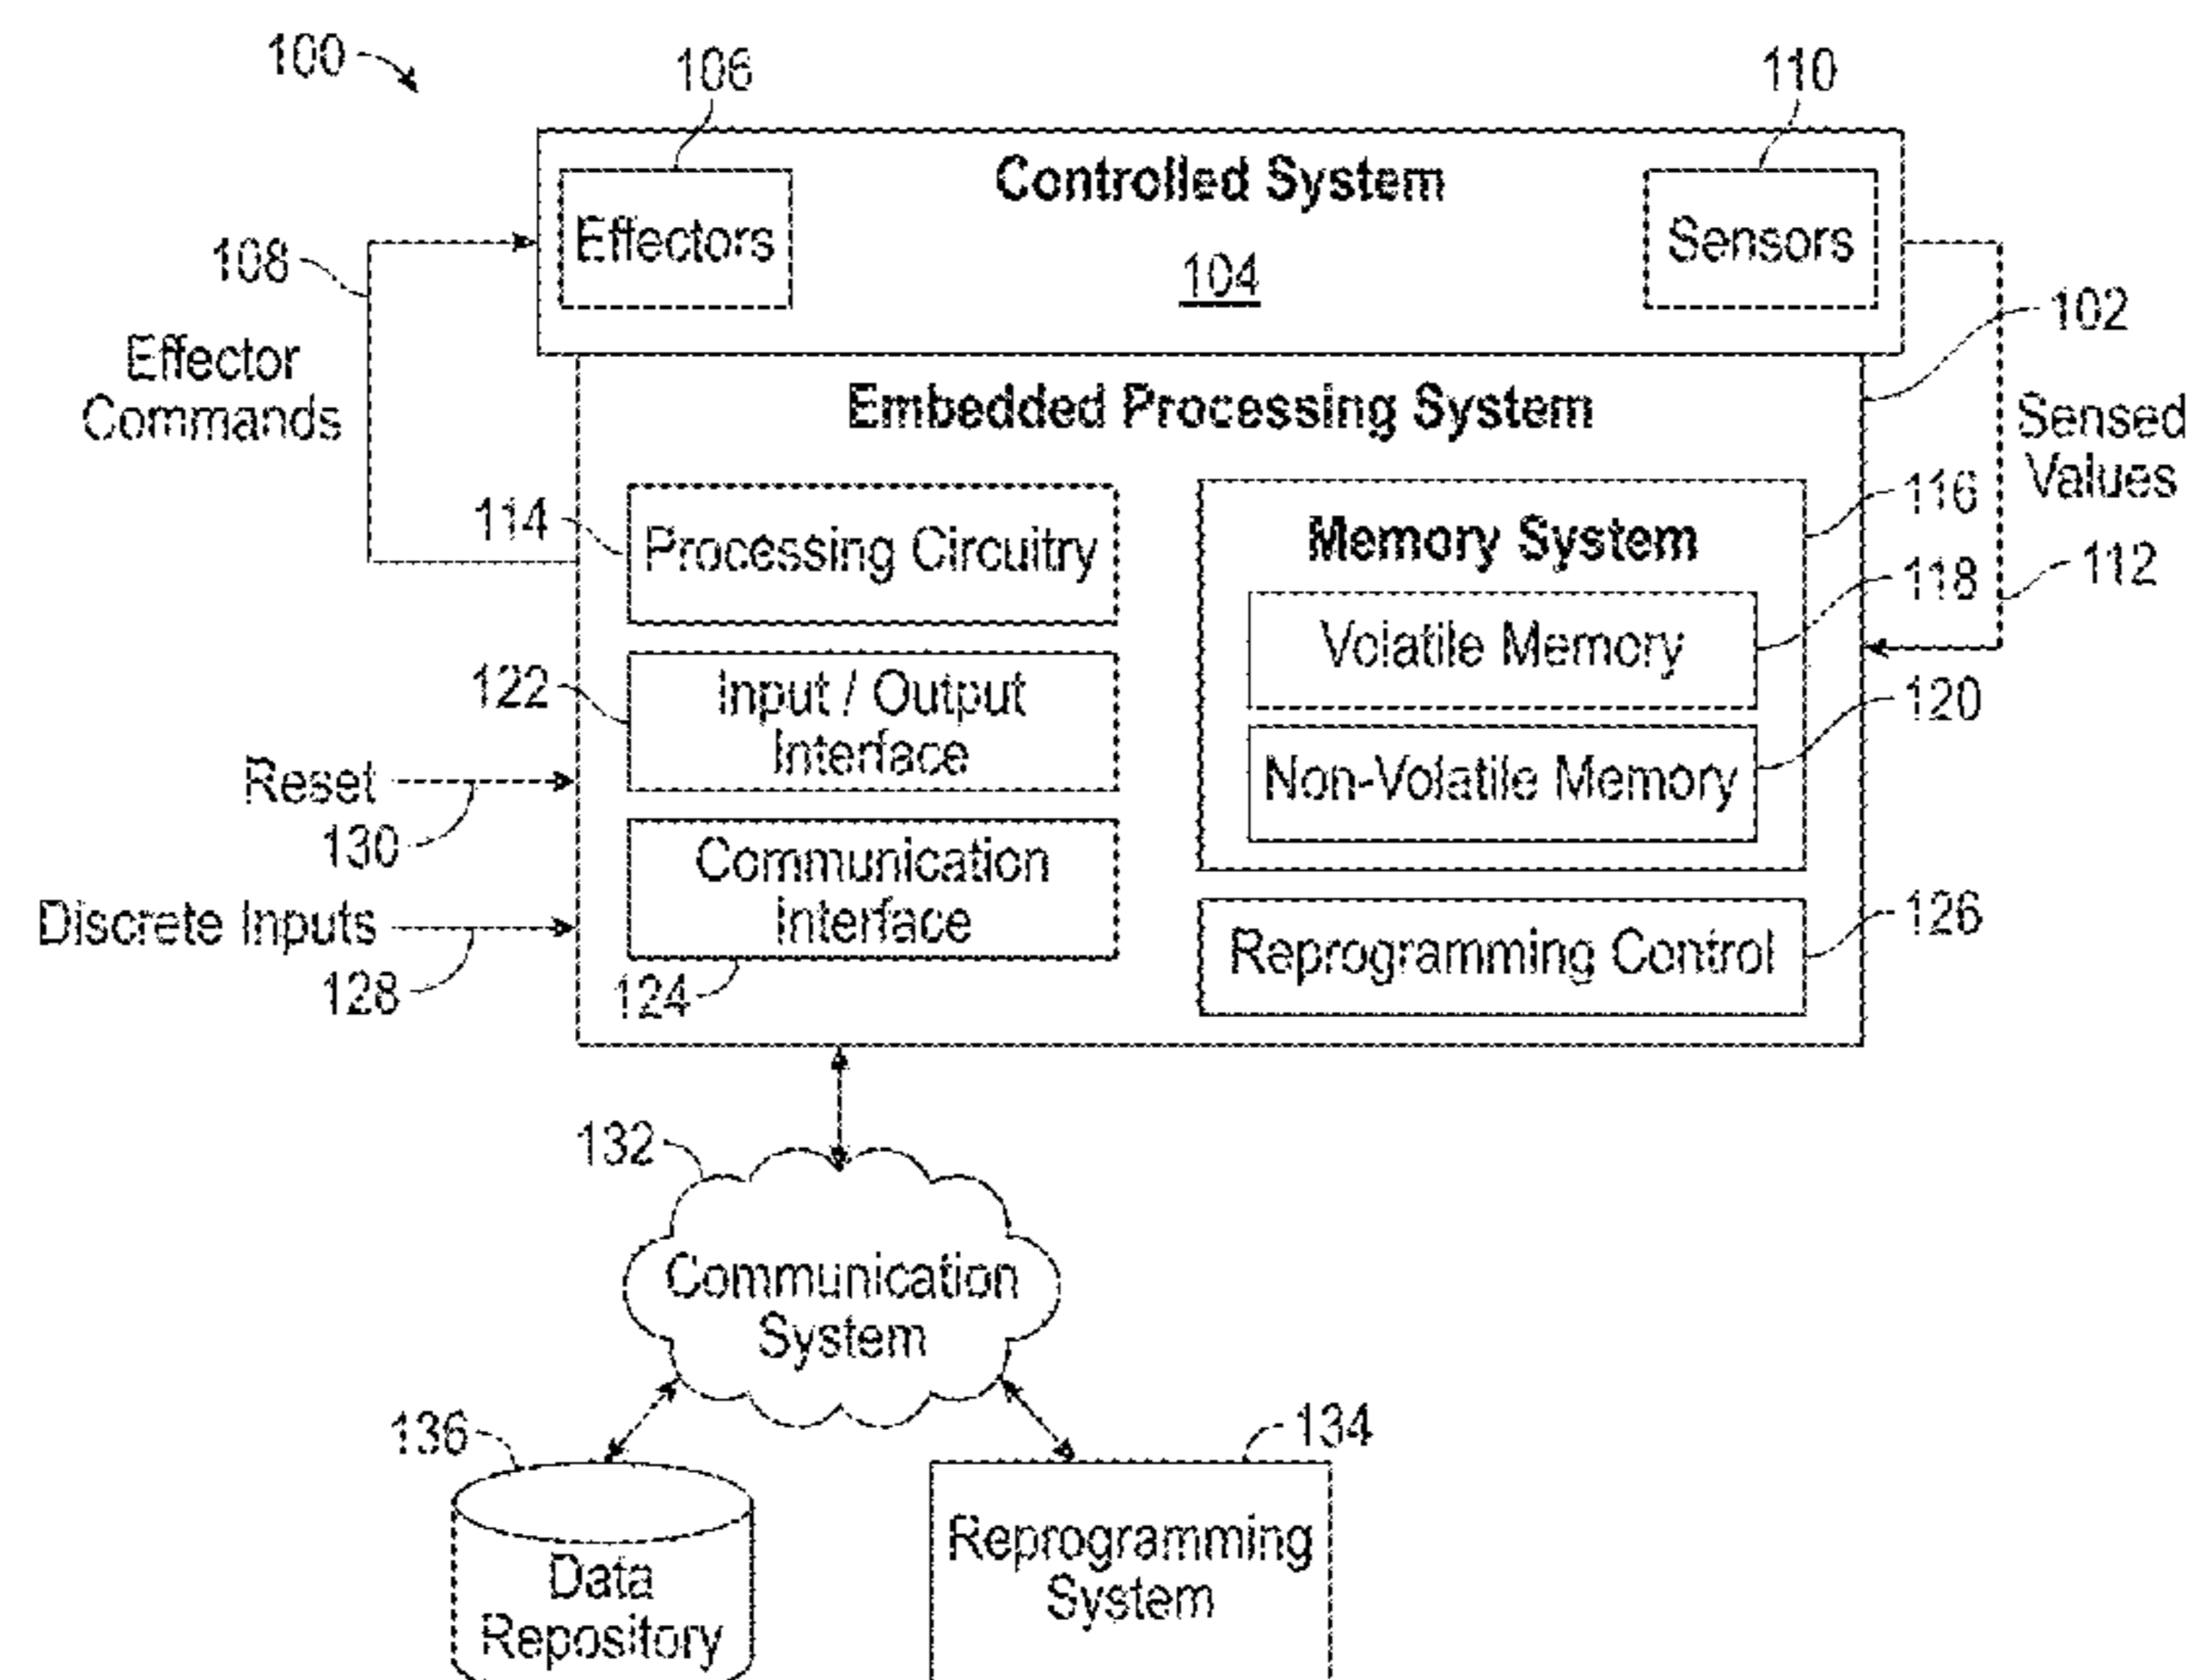 100
106
110
Controlled System
Effectors
Sensors
104
108
102
Effector
Commands
Embedded Processing System
Sensed
Values
114
Processing Circuitry
116
Memory System
118
112
Volatile Memory
122
Input / Output
Interface
120
Non-Volatile Memory
Reset
130
Communication
Interface
126
Discrete Inputs
128
124
Reprogramming Control
132
Communication
System
136
134
Data
Repository
Reprogramming
System